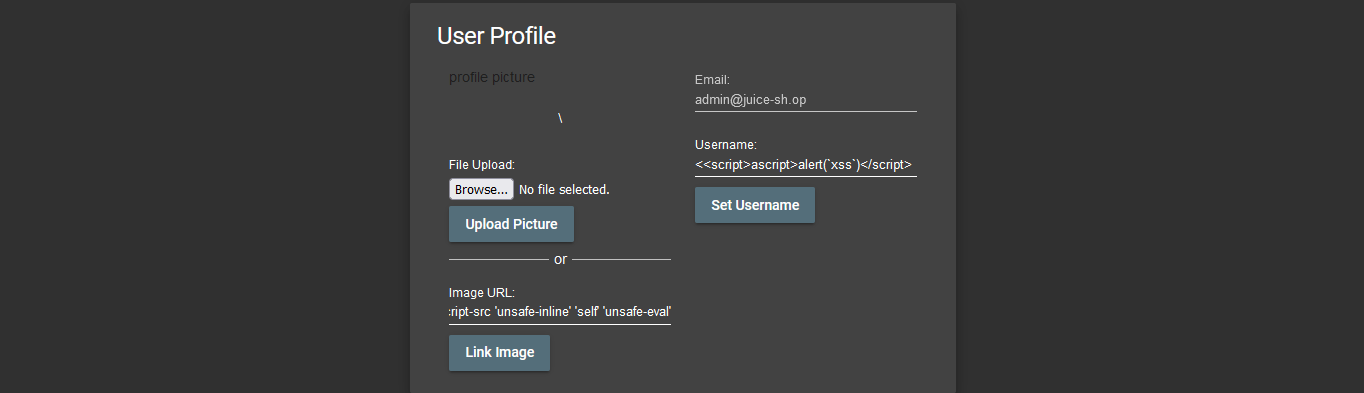 User Profile
profile picture
\
File Upload:
Browse... No file selected.
Upload Picture
or
Image URL:
ript-src 'unsafe-inline' 'self' 'unsafe-eval'
Link Image
Email:
admin@juice-sh.op
Username:
<<script>ascript>alert(`xss`)</script>
Set Username